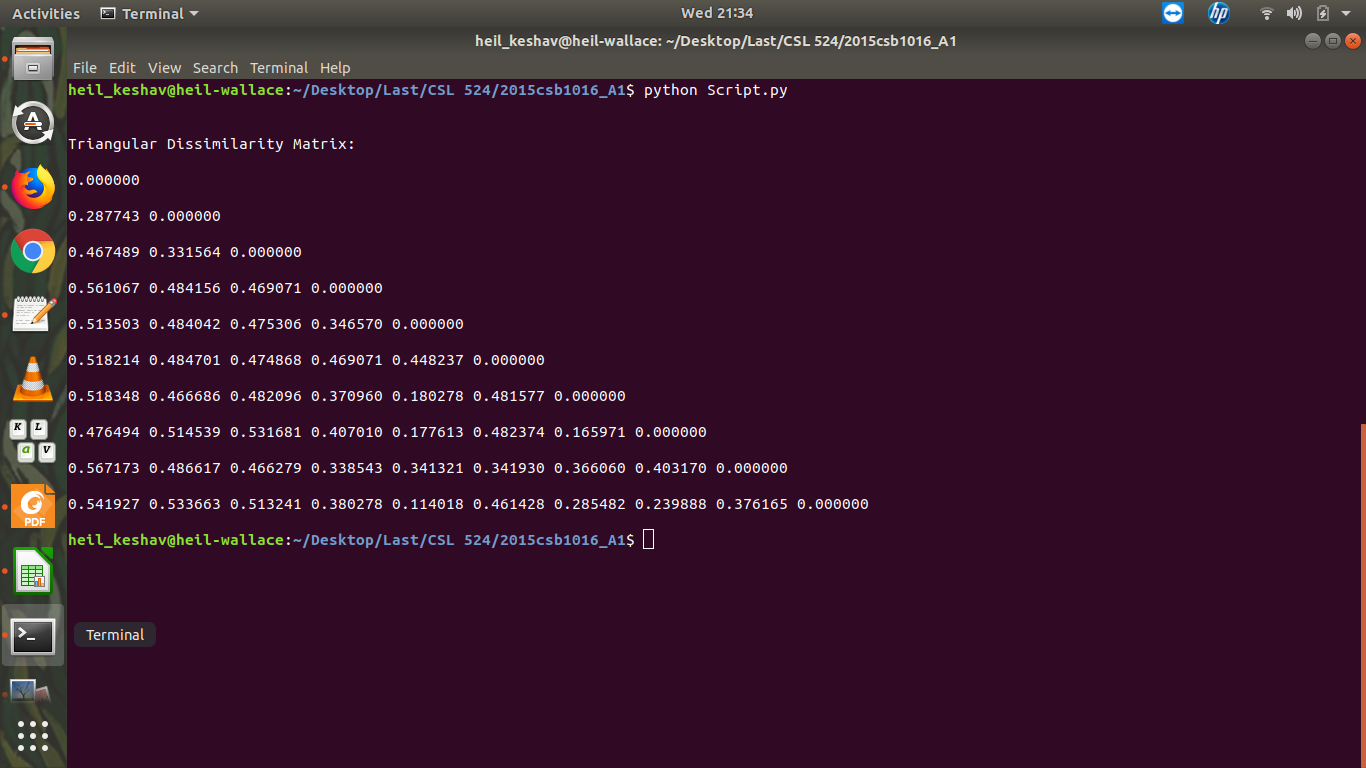 Activities Terminal Wed 21:34 hp
heil_keshav@heil-wallace: ~/Desktop/Last/CSL 524/2015csb1016_A1
File Edit View Search Terminal Help
heil_keshav@heil-wallace:~/Desktop/Last/CSL 524/2015csb1016_A1$ python Script.py
Triangular Dissimilarity Matrix:
0.000000
0.287743 0.000000
0.467489 0.331564 0.000000
0.561067 0.484156 0.469071 0.000000
0.513503 0.484042 0.475306 0.346570 0.000000
0.518214 0.484701 0.474868 0.469071 0.448237 0.000000
0.518348 0.466686 0.482096 0.370960 0.180278 0.481577 0.000000
0.476494 0.514539 0.531681 0.407010 0.177613 0.482374 0.165971 0.000000
0.567173 0.486617 0.466279 0.338543 0.341321 0.341930 0.366060 0.403170 0.000000
0.541927 0.533663 0.513241 0.380278 0.114018 0.461428 0.285482 0.239888 0.376165 0.000000
heil_keshav@heil-wallace:~/Desktop/Last/CSL 524/2015csb1016_A1$
A
K L
a V
PDF
>_
Terminal